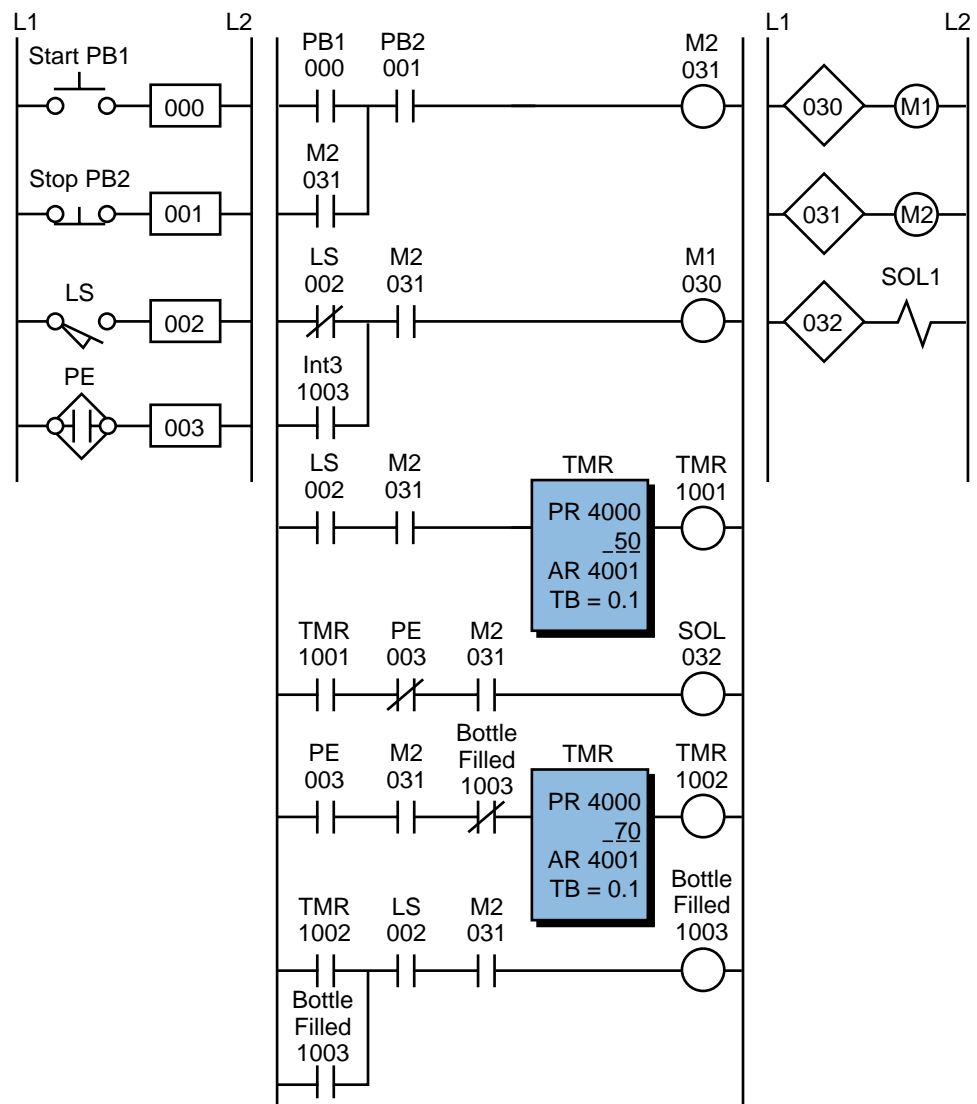 L1
L2
Start PB1
000
Stop PB2
001
LS
002
PE
003
PB1
000
PB2
001
M2
031
M2
031
LS
002
M2
031
M1
030
Int3
1003
LS
002
M2
031
TMR
PR 4000
50
AR 4001
TB = 0.1
TMR
1001
TMR
1001
PE
003
M2
031
SOL
032
PE
003
M2
031
Bottle
Filled
1003
TMR
PR 4000
70
AR 4001
TB = 0.1
TMR
1002
TMR
1002
LS
002
M2
031
Bottle
Filled
1003
Bottle
Filled
1003
L1
L2
030
M1
031
M2
SOL1
032